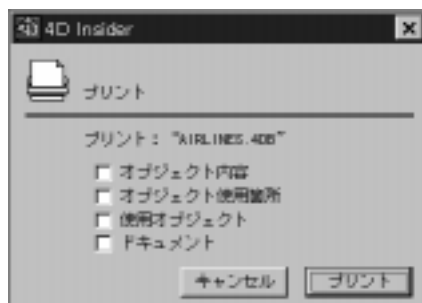 4D Insider
プリント
プリント： "AIRLINES.4DB"
オブジェクト内容
オブジェクト使用箇所
使用オブジェクト
ドキュメント
キャンセル プリント